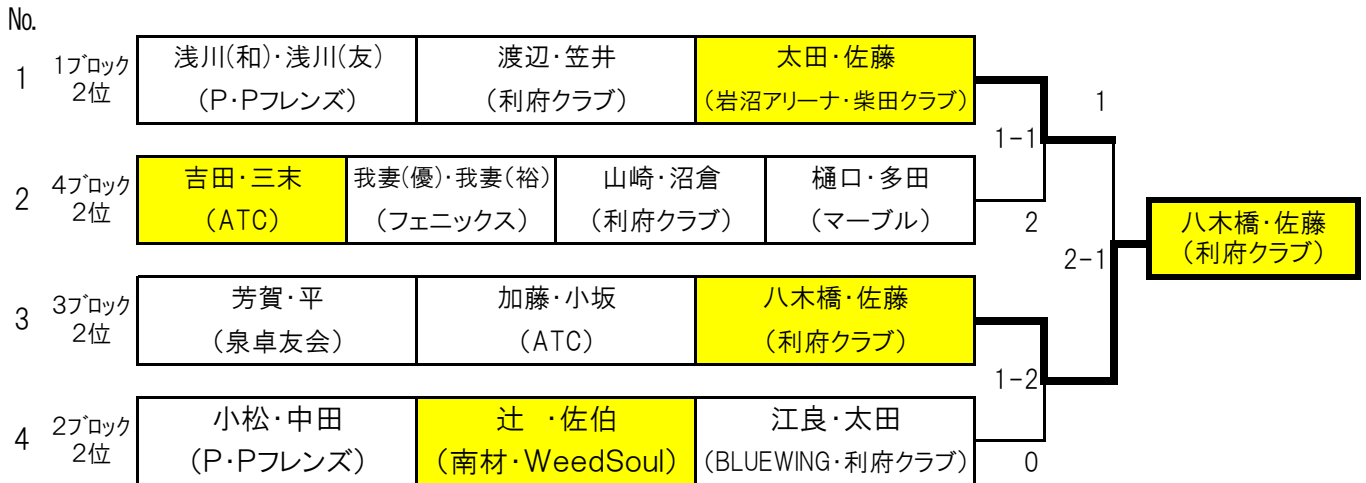 No.
1 1ブロック 2位
浅川(和)・浅川(友)
(P・Pフレンズ)
渡辺・笠井
(利府クラブ)
太田・佐藤
(岩沼アリーナ・柴田クラブ)
1
1-1
2 4ブロック 2位
吉田・三末
(ATC)
我妻(優)・我妻(裕)
(フェニックス)
山崎・沼倉
(利府クラブ)
樋口・多田
(マーブル)
2
2-1
八木橋・佐藤
(利府クラブ)
3 3ブロック 2位
芳賀・平
(泉卓友会)
加藤・小坂
(ATC)
八木橋・佐藤
(利府クラブ)
1-2
4 2ブロック 2位
小松・中田
(P・Pフレンズ)
辻 ・佐伯
(南材・WeedSoul)
江良・太田
(BLUEWING・利府クラブ)
0